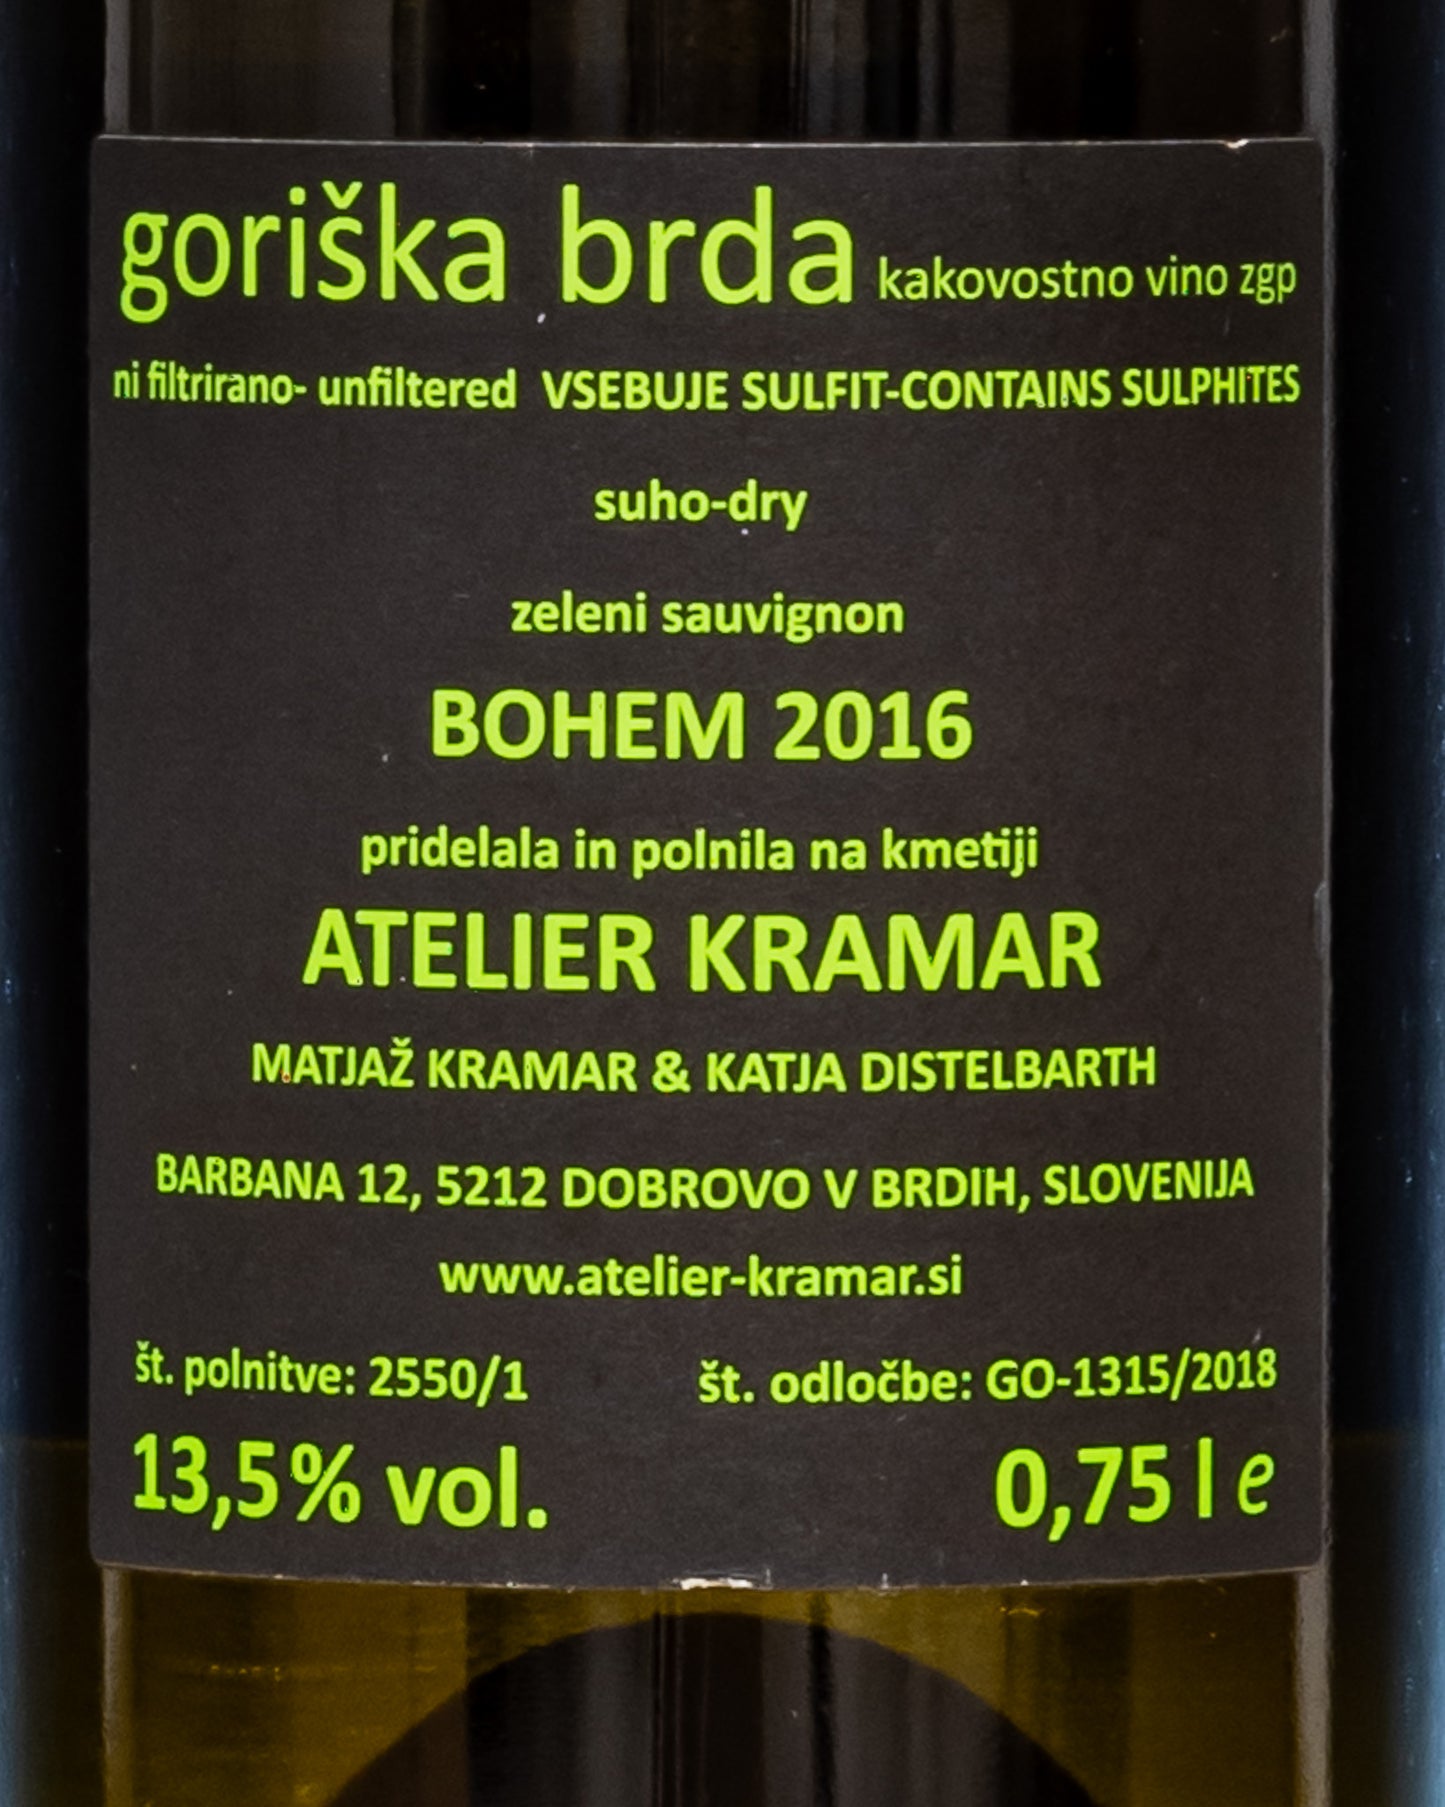 goriška brda kakovostno vino zgp
ni filtrirano- unfiltered VSEBUJE SULFIT-CONTAINS SULPHITES
suho-dry
zeleni sauvignon
BOHEM 2016
pridelala in polnila na kmetiji
ATELIER KRAMAR
MATJAŽ KRAMAR & KATJA DISTELBARTH
BARBANA 12, 5212 DOBROVO V BRDIH, SLOVENIJA
www.atelier-kramar.si
št. polnitve: 2550/1 št. odločbe: GO-1315/2018
13,5% vol. 0,75 l e